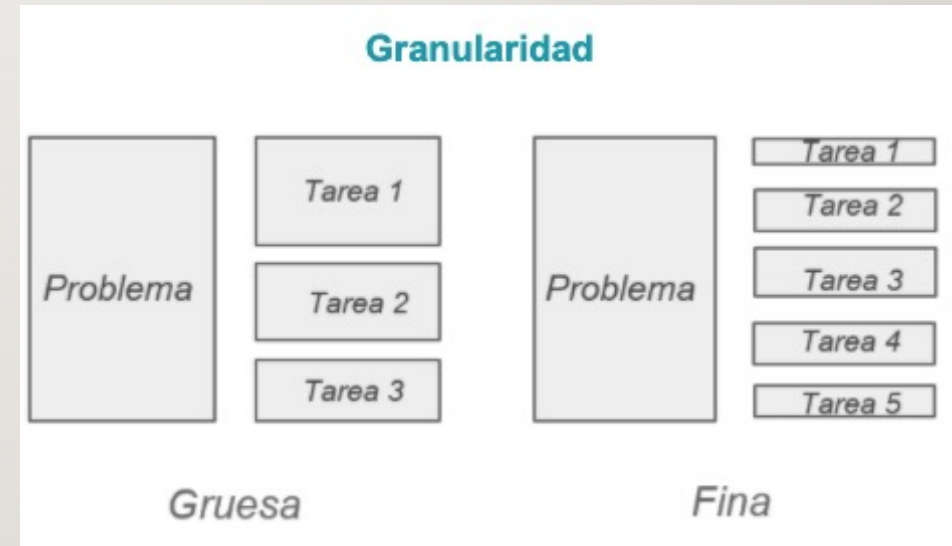 Granularidad
Problema
Tarea 1
Tarea 2
Tarea 3
Gruesa
Problema
Tarea 1
Tarea 2
Tarea 3
Tarea 4
Tarea 5
Fina